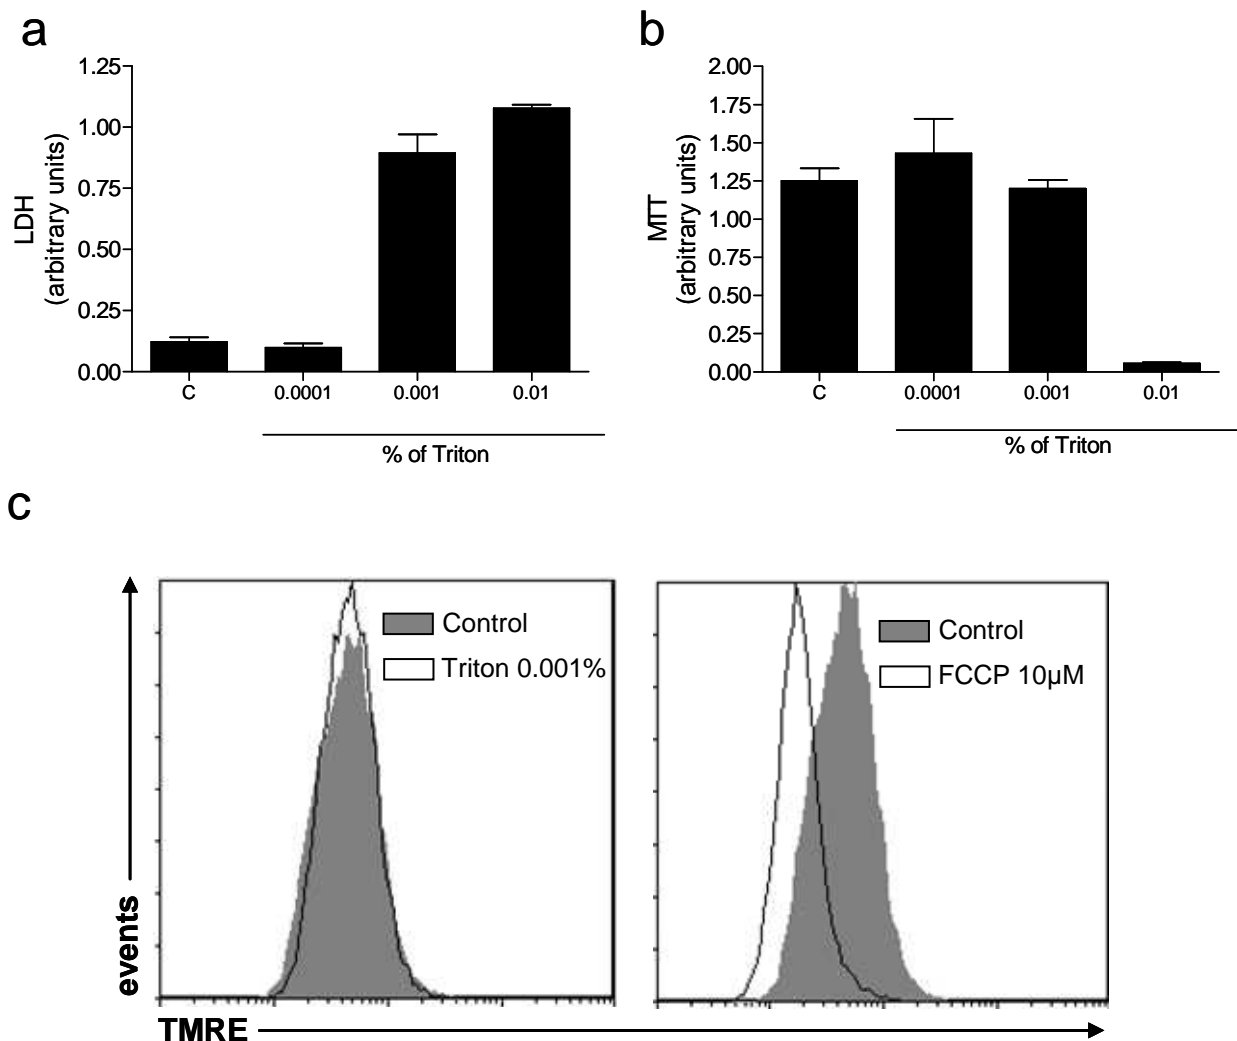 a
LDH
(arbitrary units)
1.25
1.00
0.75
0.50
0.25
0.00
C
0.0001
0.001
0.01
% of Triton
b
MTT
(arbitrary units)
2.00
1.75
1.50
1.25
1.00
0.75
0.50
0.25
0.00
C
0.0001
0.001
0.01
% of Triton
c
events
Control
Triton 0.001%
Control
FCCP 10µM
TMRE